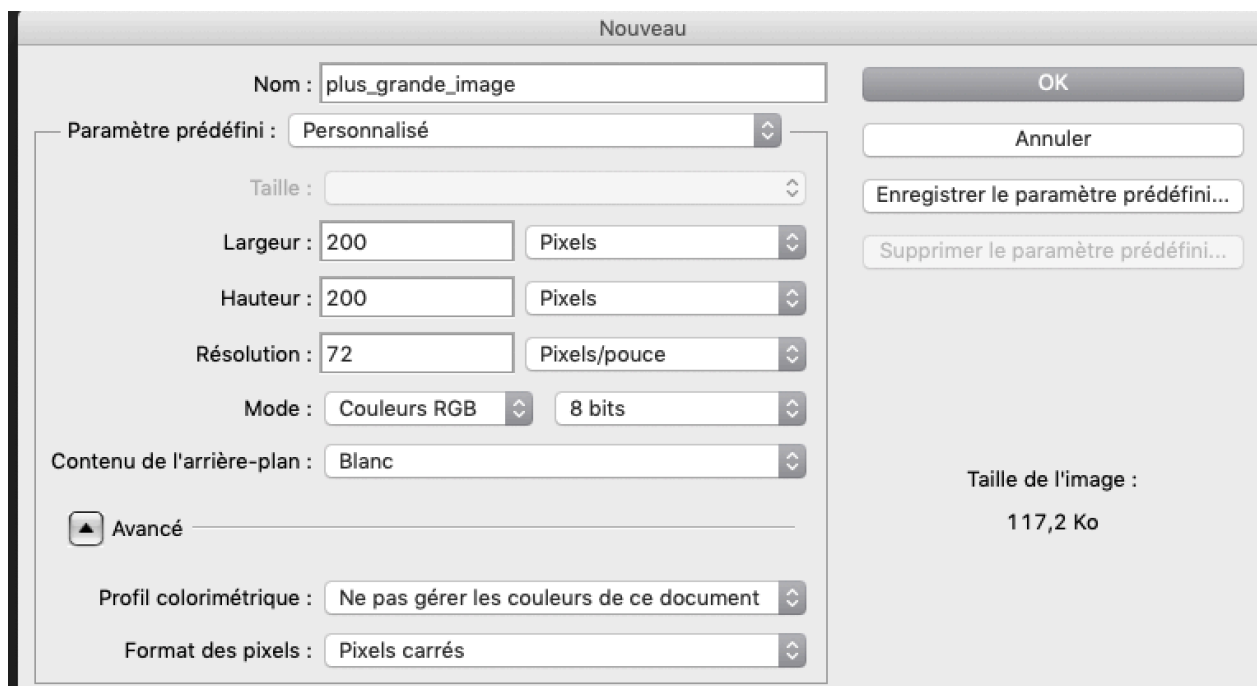 Nouveau
Nom : plus_grande_image
OK
Paramètre prédéfini : Personnalisé
Annuler
Taille :
Enregistrer le paramètre prédéfini...
Largeur : 200 Pixels
Supprimer le paramètre prédéfini...
Hauteur : 200 Pixels
Résolution : 72 Pixels/pouce
Mode : Couleurs RGB 8 bits
Contenu de l'arrière-plan : Blanc
Taille de l'image :
117,2 Ko
Avancé
Profil colorimétrique : Ne pas gérer les couleurs de ce document
Format des pixels : Pixels carrés